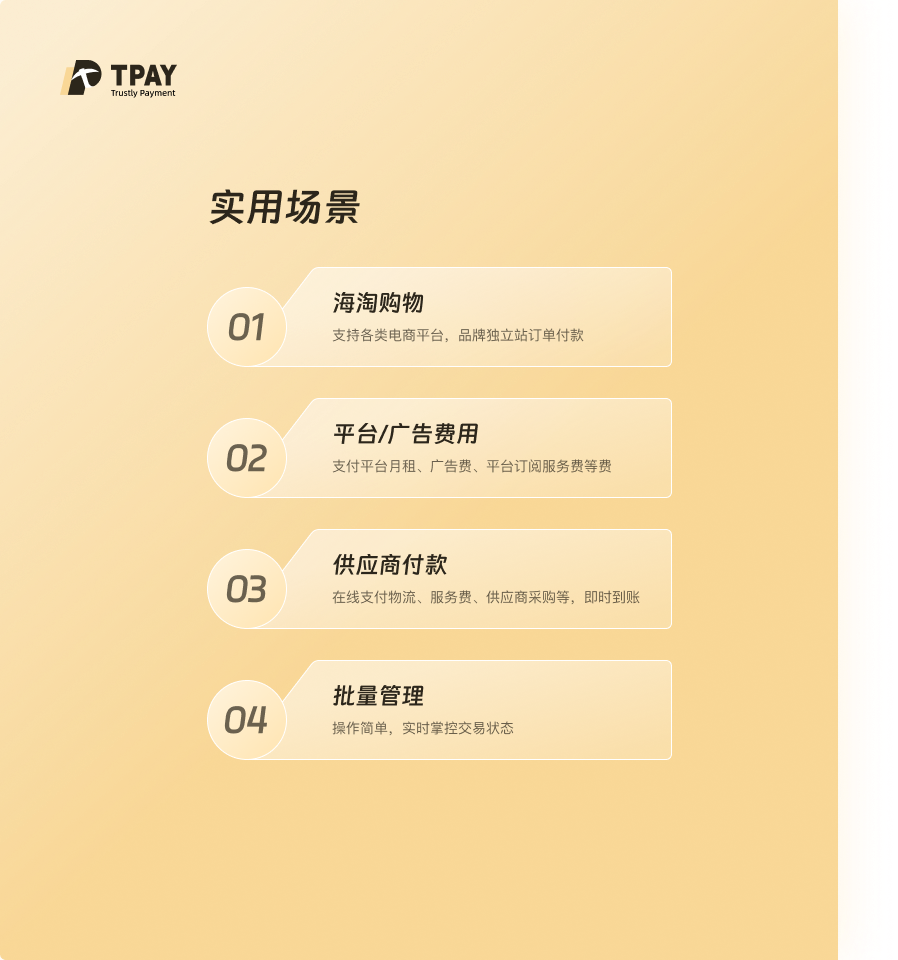 TPAY
Trustly Payment
实用场景
01
海淘购物
支持各类电商平台，品牌独立站订单付款
02
平台/广告费用
支付平台月租、广告费、平台订阅服务费等费
03
供应商付款
在线支付物流、服务费、供应商采购等，即时到账
04
批量管理
操作简单，实时掌控交易状态